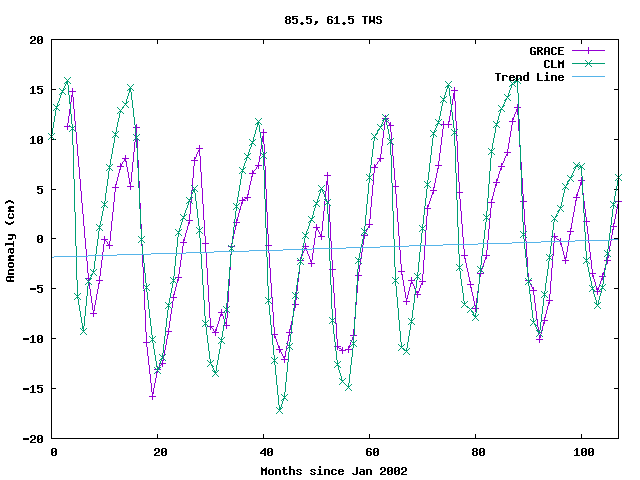 85.5, 61.5 TWS
GRACE
CLM
Trend Line
20
15
10
5
0
-5
-10
-15
-20
Anomaly (cm)
0 20 40 60 80 100
Months since Jan 2002